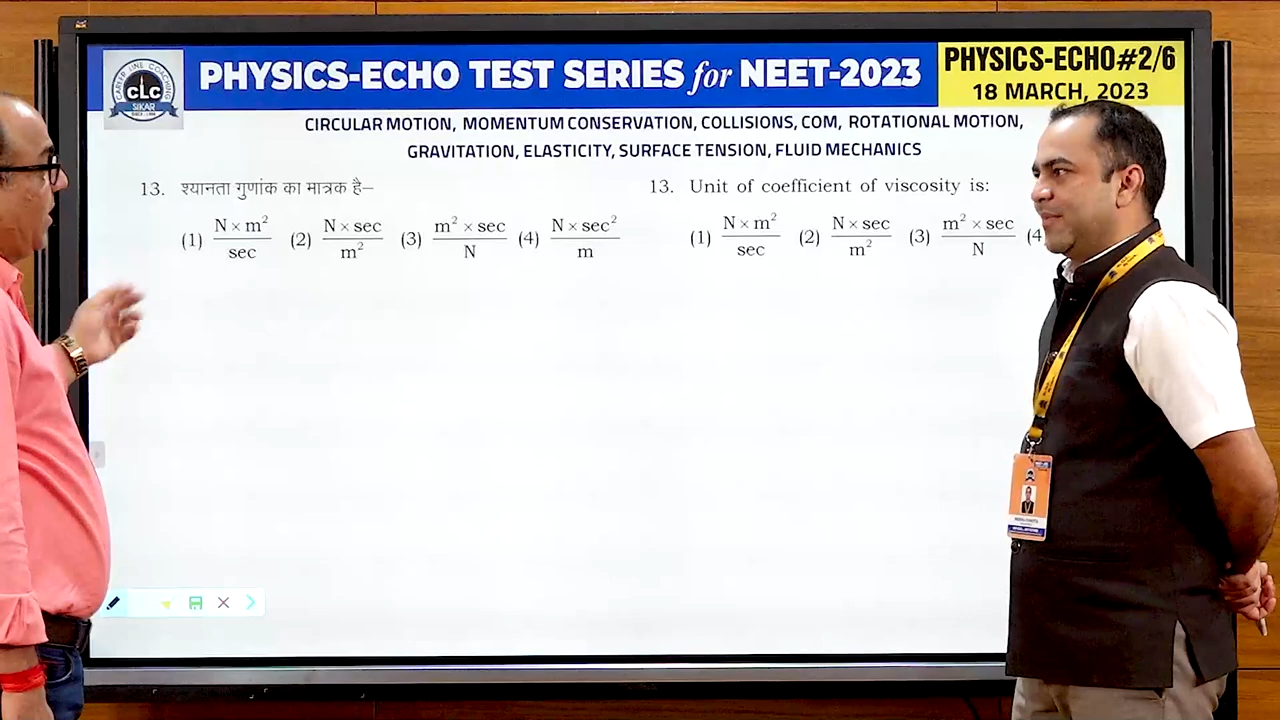 PHYSICS-ECHO TEST SERIES for NEET-2023
PHYSICS-ECHO#2/6
18 MARCH, 2023
CLC
SIKAR
CIRCULAR MOTION, MOMENTUM CONSERVATION, COLLISIONS, COM, ROTATIONAL MOTION,
GRAVITATION, ELASTICITY, SURFACE TENSION, FLUID MECHANICS
13. श्यानता गुणांक का मात्रक है–
(1) N × m² / sec (2) N × sec / m² (3) m² × sec / N (4) N × sec² / m
13. Unit of coefficient of viscosity is:
(1) N × m² / sec (2) N × sec / m² (3) m² × sec / N (4